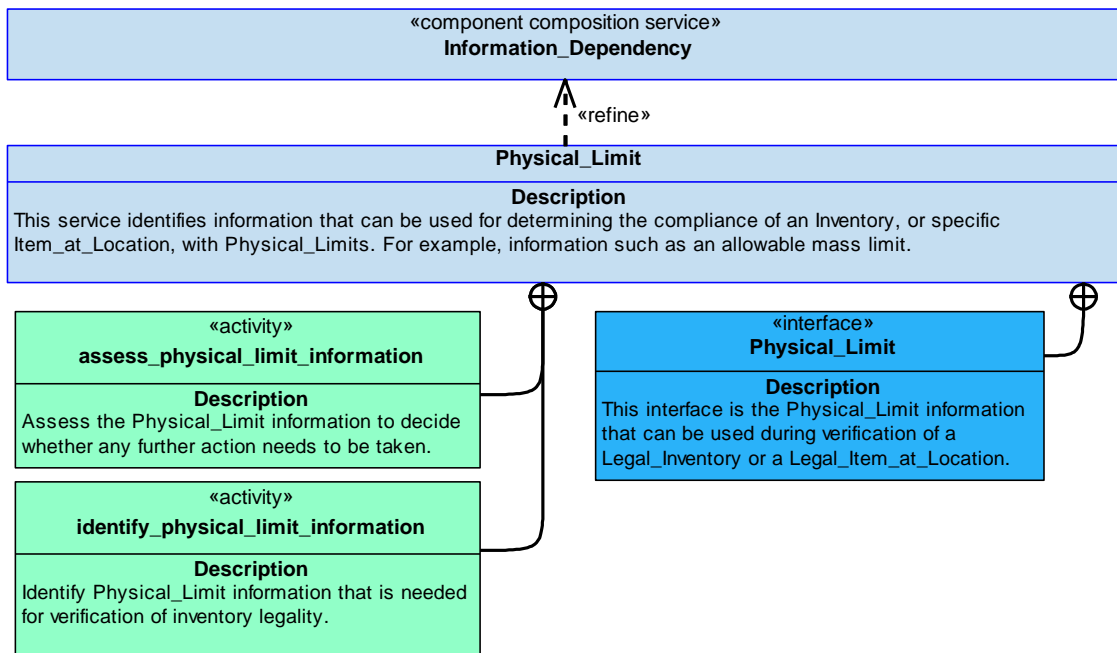 «component composition service»
Information_Dependency
«refine»
Physical_Limit
Description
This service identifies information that can be used for determining the compliance of an Inventory, or specific
Item_at_Location, with Physical_Limits. For example, information such as an allowable mass limit.
«activity»
assess_physical_limit_information
Description
Assess the Physical_Limit information to decide
whether any further action needs to be taken.
«interface»
Physical_Limit
Description
This interface is the Physical_Limit information
that can be used during verification of a
Legal_Inventory or a Legal_Item_at_Location.
«activity»
identify_physical_limit_information
Description
Identify Physical_Limit information that is needed
for verification of inventory legality.